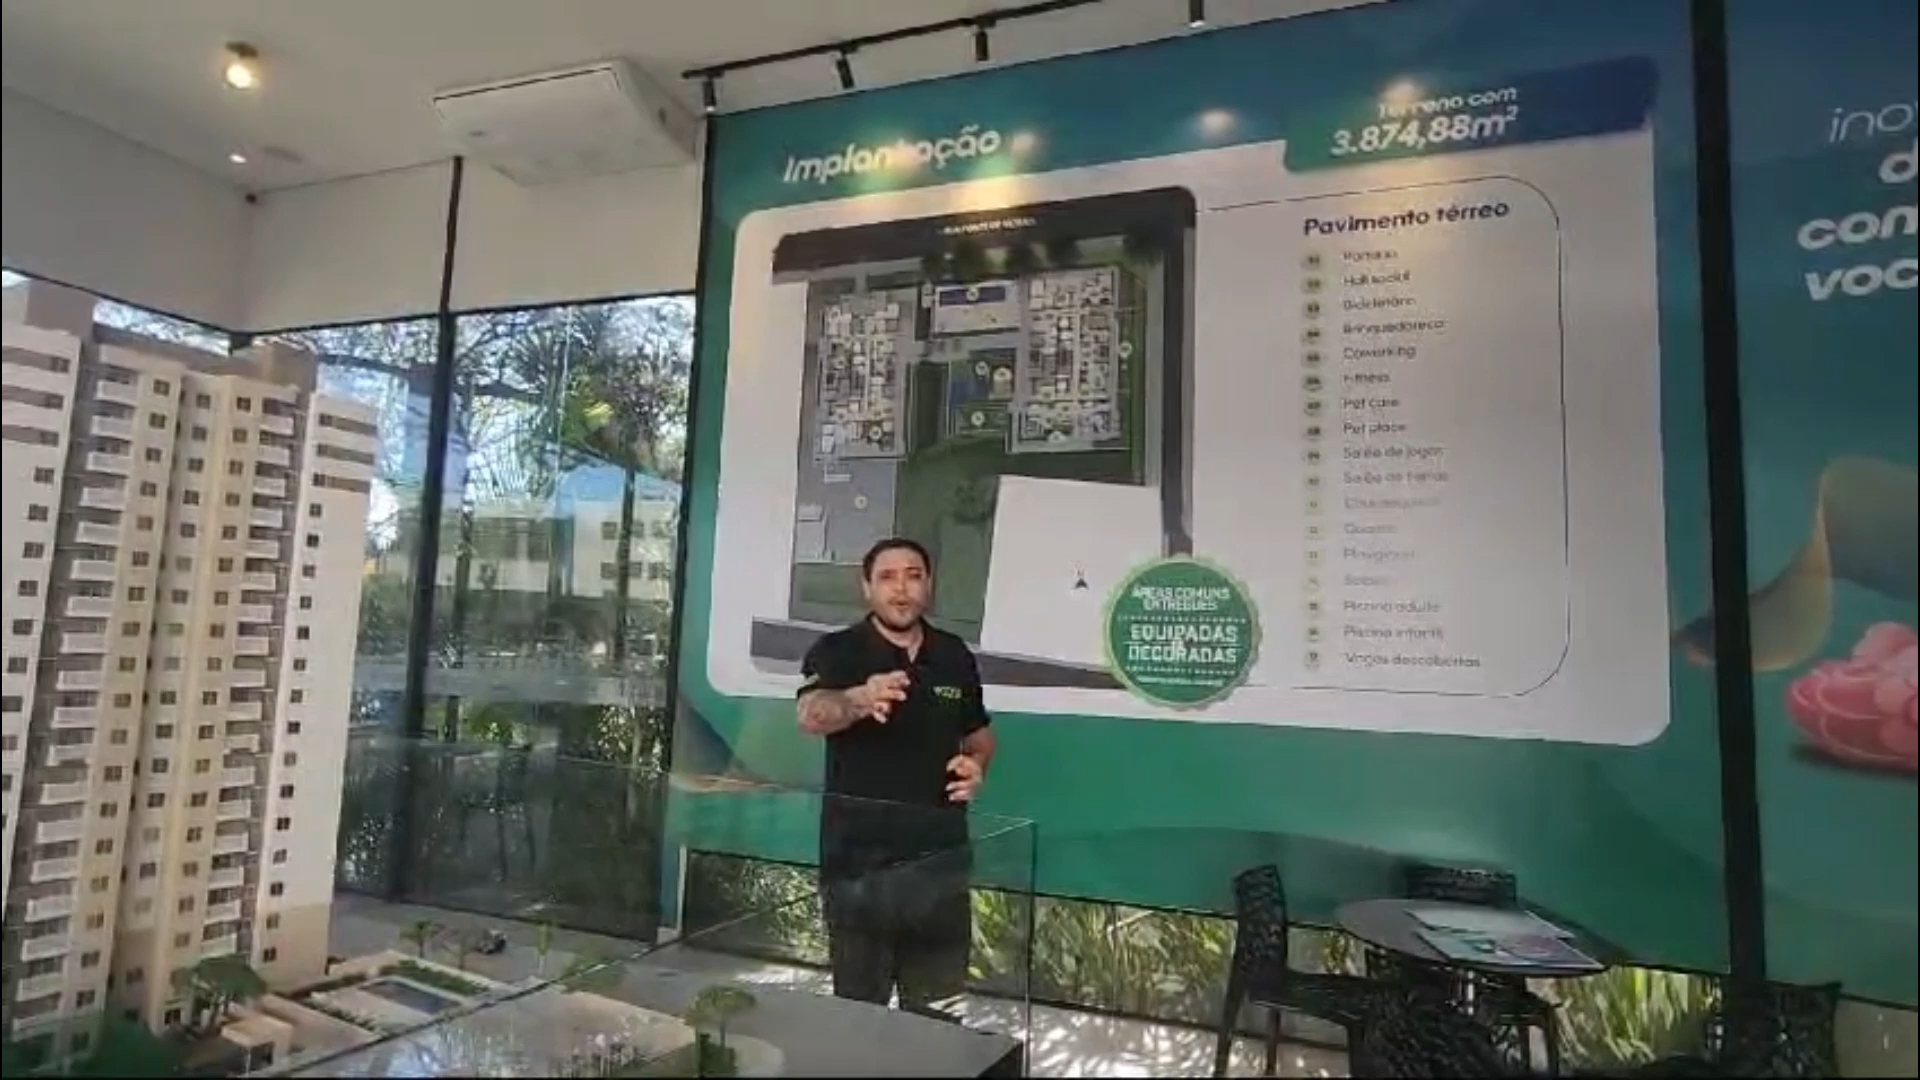 Implantação
Terreno com
3.874,88m²
Pavimento térreo
Portaria
Hall social
Bicicletário
Brinquedoteca
Coworking
Fitness
Pet care
Pet place
Salão de jogos
Salão de festas
Churrasqueira
Quadra
Playground
Piscina adulto
Piscina infantil
Vagas descobertas
ÁREAS COMUNS
ENTREGUES
EQUIPADAS
&
DECORADAS
ino
d
com
voc